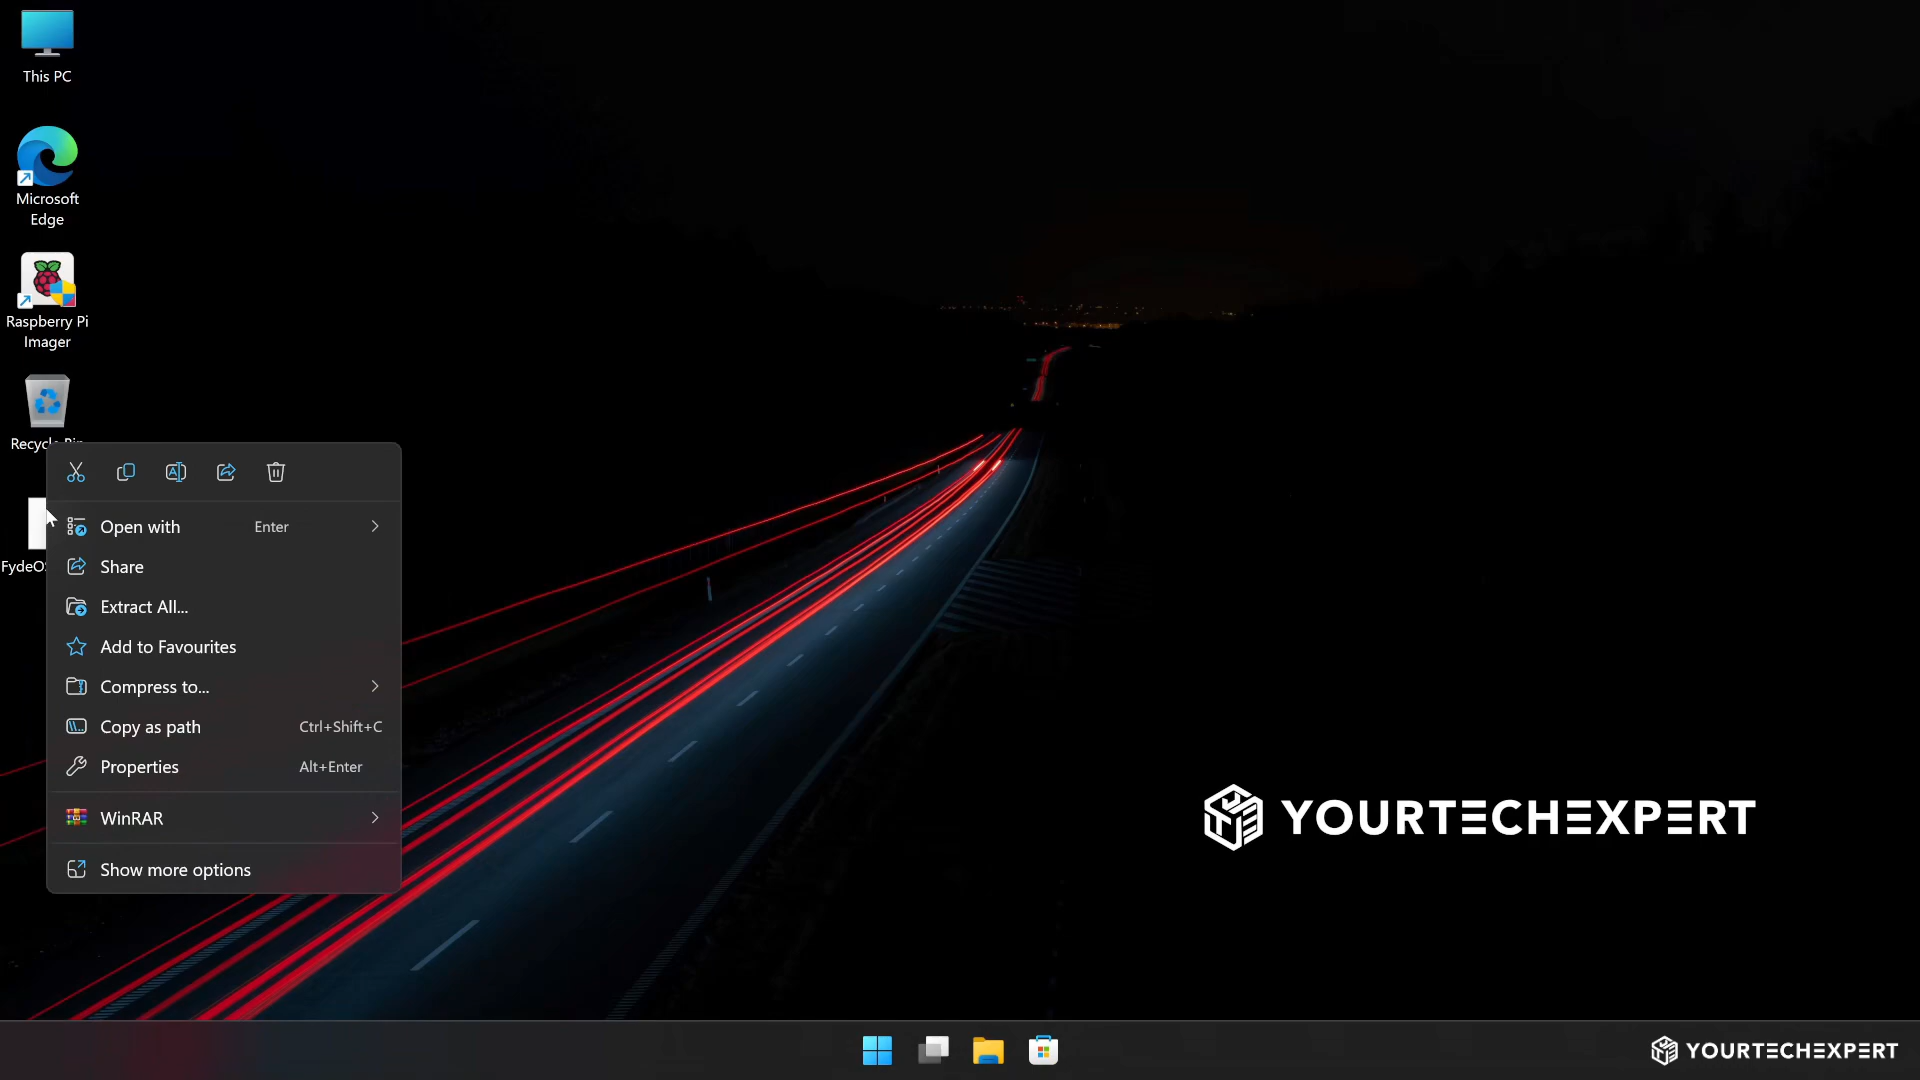 This PC
Microsoft
Edge
Raspberry Pi
Imager
Recycle Bin
FydeOS
Open with Enter
Share
Extract All...
Add to Favourites
Compress to...
Copy as path Ctrl+Shift+C
Properties Alt+Enter
WinRAR
Show more options
YOURTECHEXPERT
YOURTECHEXPERT